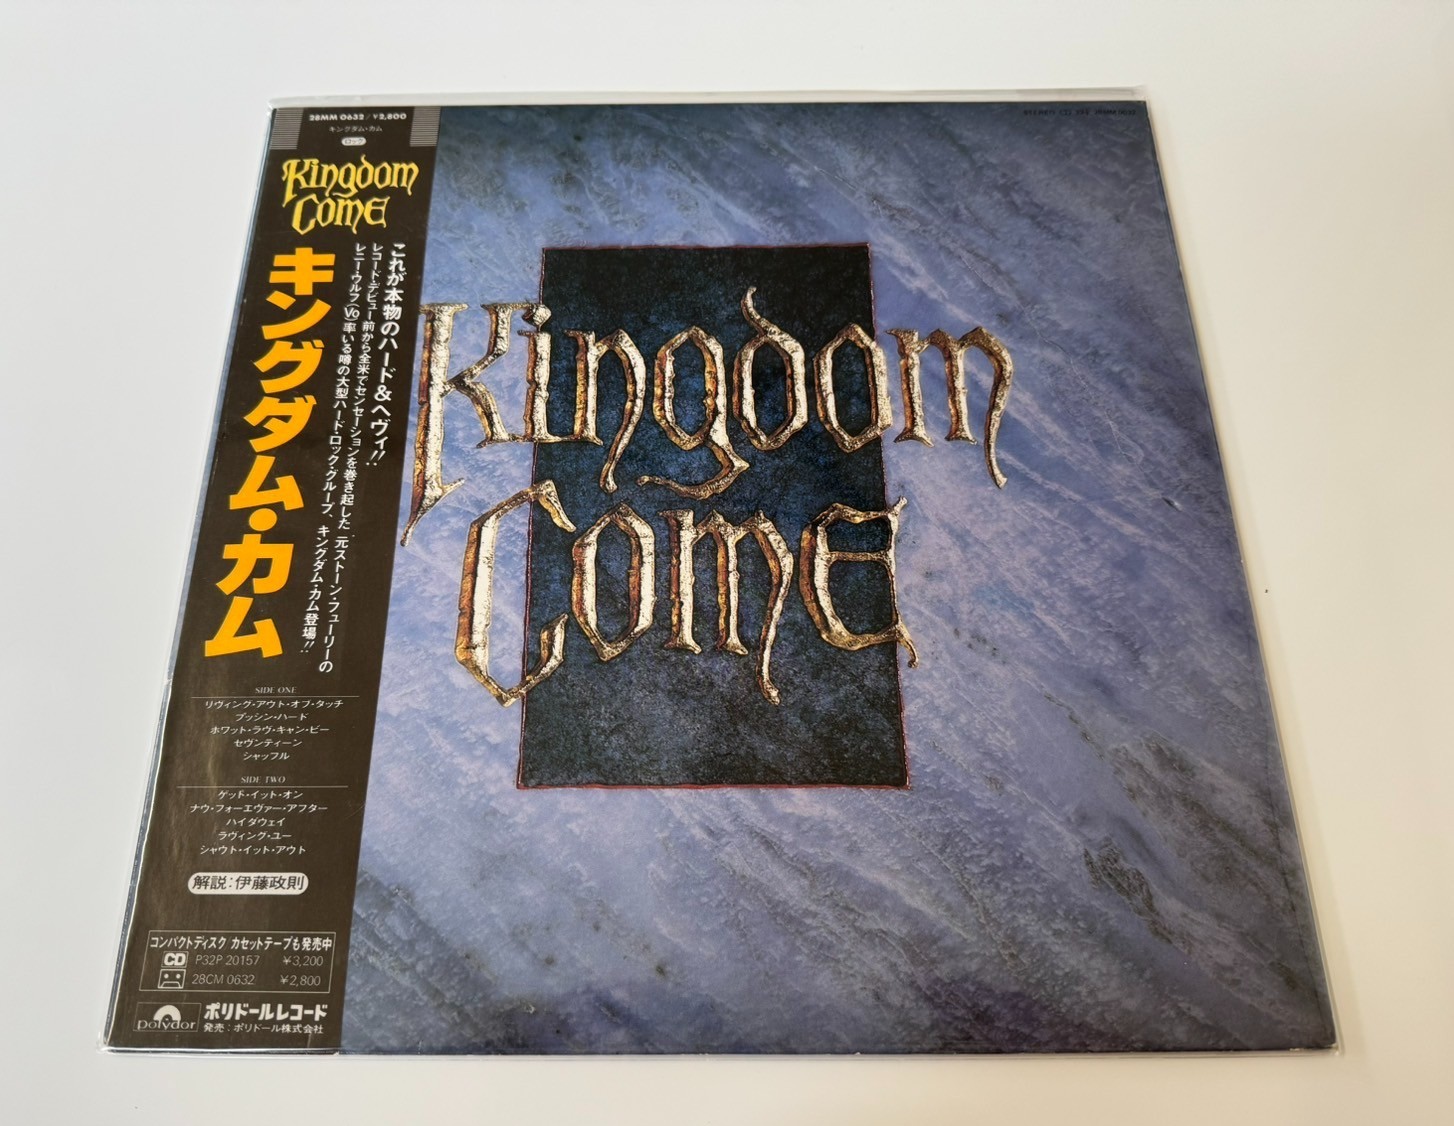 28MM 0632 / ¥2,800
キングダム・カム
ロック
Kingdom
Come
キングダム・カム
これが本物のハード&ヘヴィ!!
レコード・デビュー前から全米でセンセーションを巻き起した、元ストーン・フューリーの
レニー・ウルフ(Vo)率いる噂の大型ハード・ロック・グループ、キングダム・カム登場!!
SIDE ONE
リヴィング・アウト・オブ・タッチ
プッシン・ハード
ホワット・ラヴ・キャン・ビー
セヴンティーン
シャッフル
SIDE TWO
ゲット・イット・オン
ナウ・フォーエヴァー・アフター
ハイダウェイ
ラヴィング・ユー
シャウト・イット・アウト
解説:伊藤政則
コンパクトディスク カセットテープも発売中
CD P32P 20157 ¥3,200
28CM 0632 ¥2,800
polydor
ポリドールレコード
発売:ポリドール株式会社
Kingdom
Come